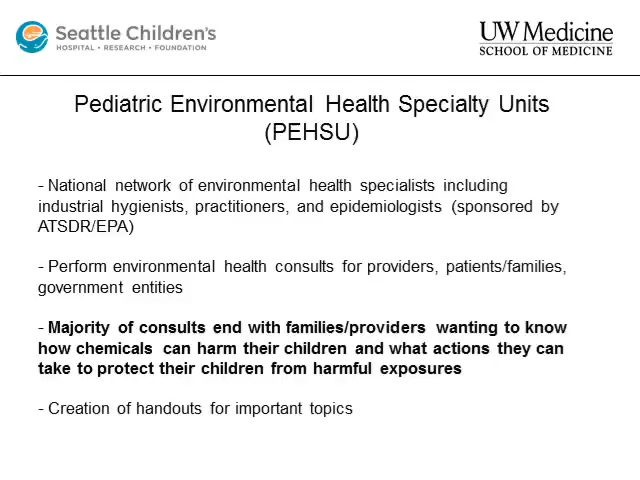 Seattle Children's
HOSPITAL • RESEARCH • FOUNDATION
UW Medicine
SCHOOL OF MEDICINE
Pediatric Environmental Health Specialty Units
(PEHSU)
- National network of environmental health specialists including
industrial hygienists, practitioners, and epidemiologists (sponsored by
ATSDR/EPA)
- Perform environmental health consults for providers, patients/families,
government entities
- Majority of consults end with families/providers wanting to know
how chemicals can harm their children and what actions they can
take to protect their children from harmful exposures
- Creation of handouts for important topics